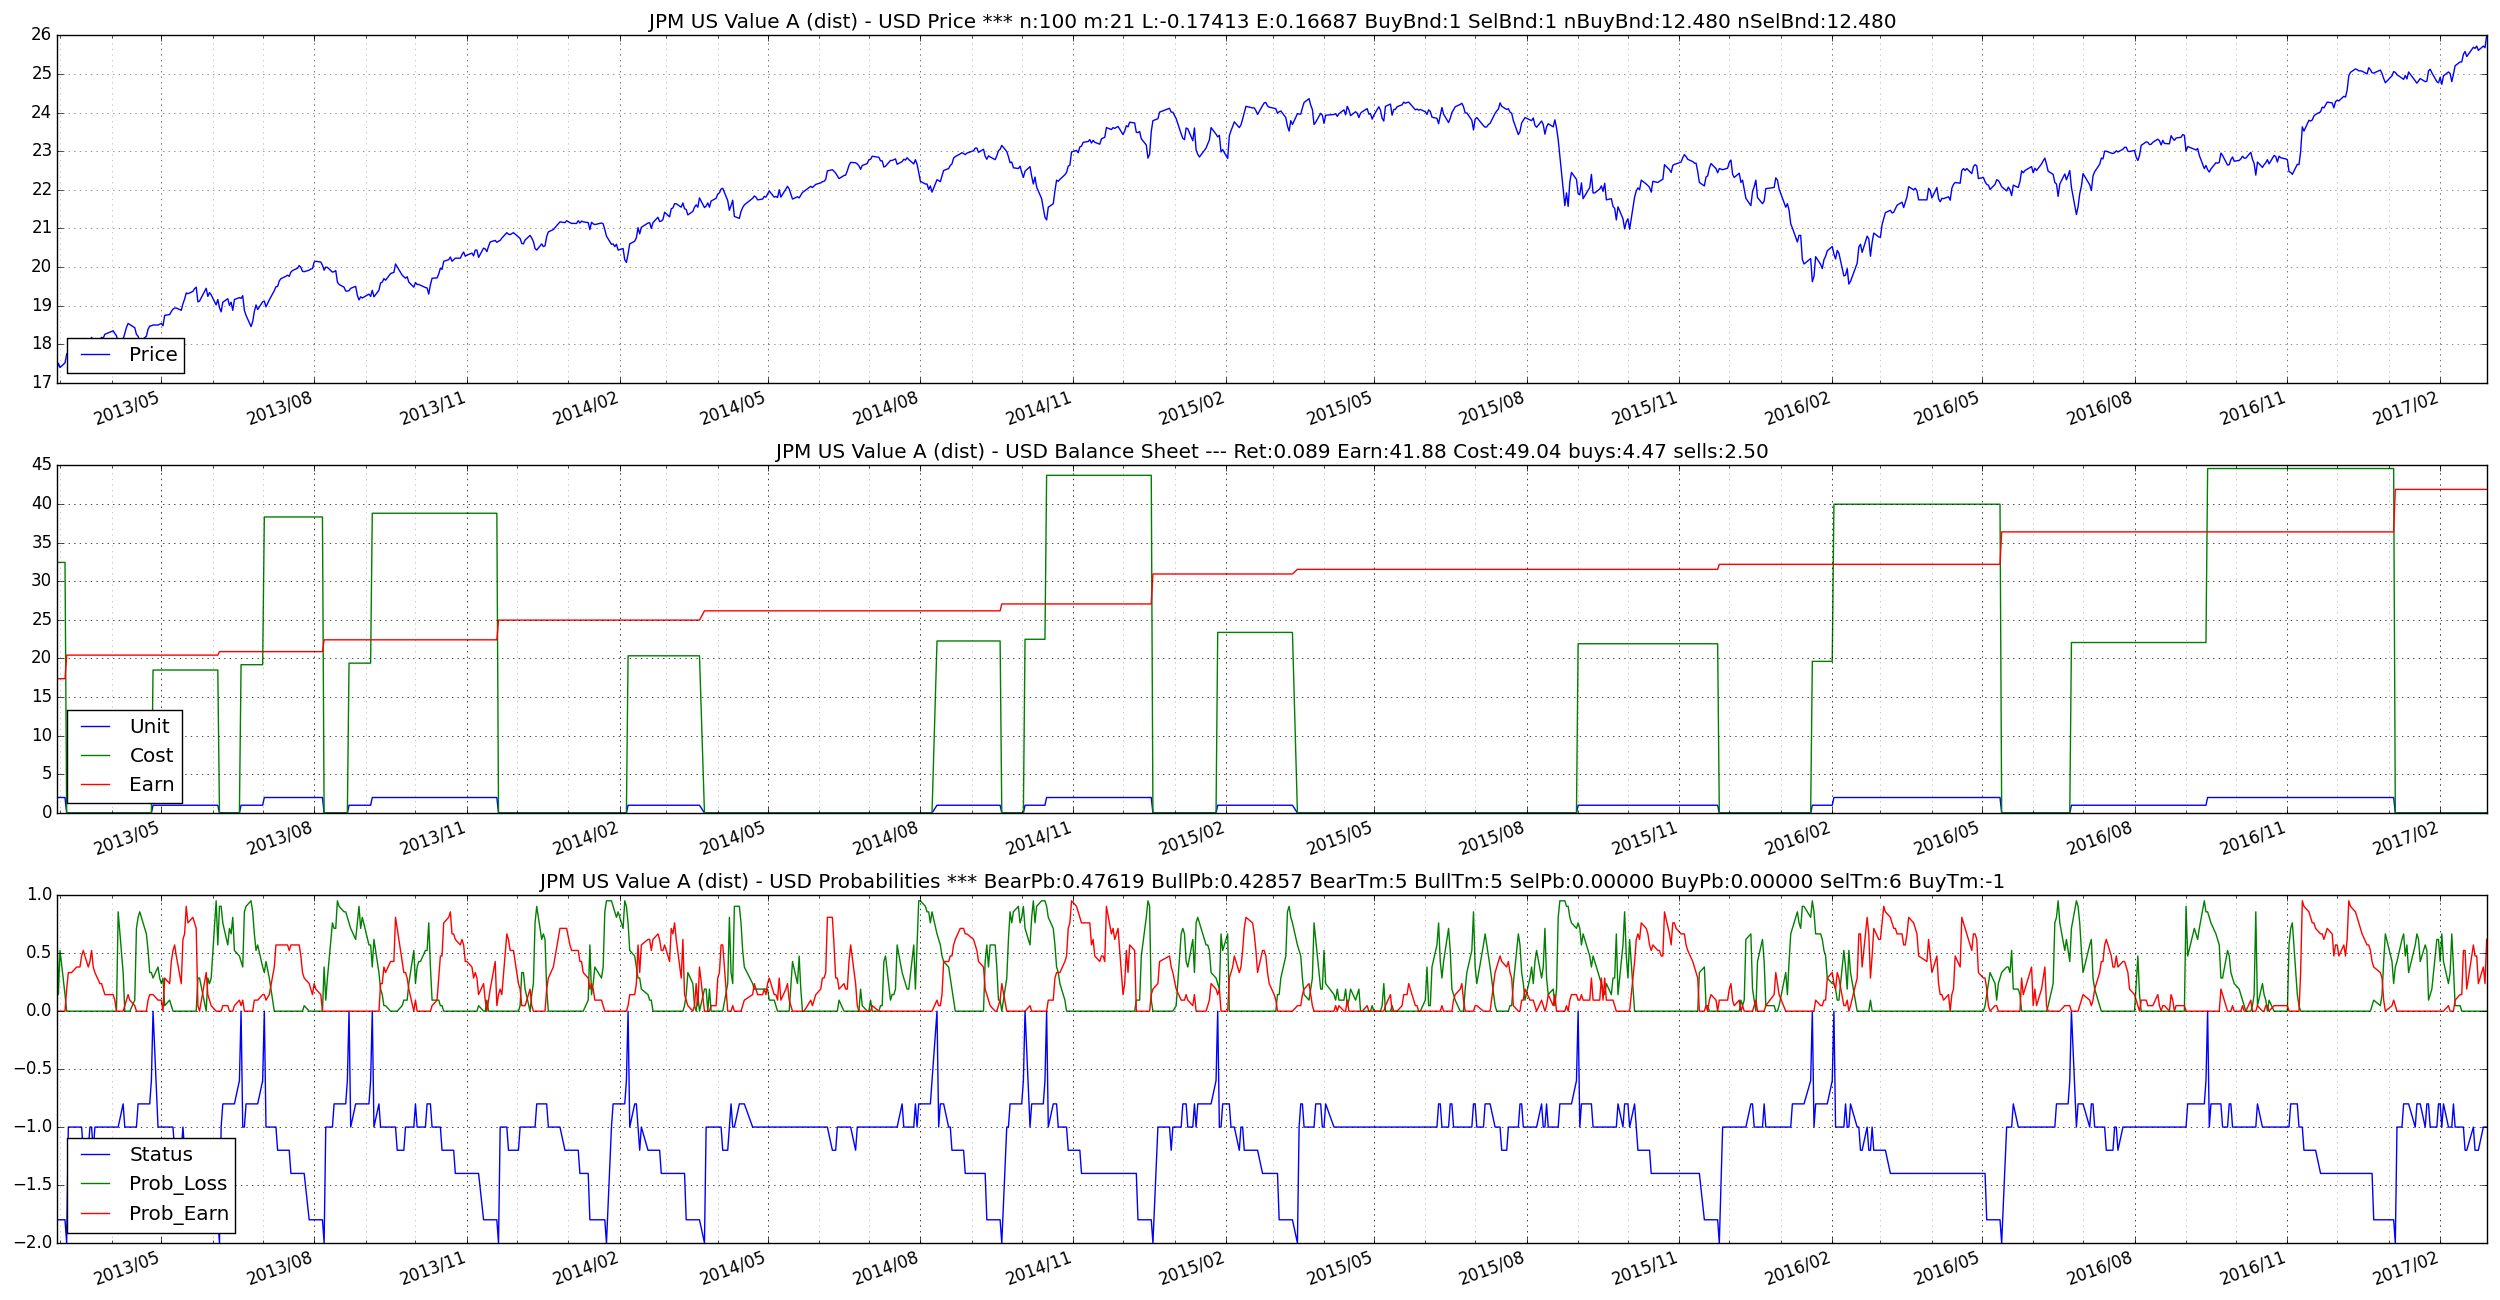 JPM US Value A (dist) - USD Price *** n:100 m:21 L:-0.17413 E:0.16687 BuyBnd:1 SelBnd:1 nBuyBnd:12.480 nSelBnd:12.480
26
25
24
23
22
21
20
19
18
17
Price
2013/05 2013/08 2013/11 2014/02 2014/05 2014/08 2014/11 2015/02 2015/05 2015/08 2015/11 2016/02 2016/05 2016/08 2016/11 2017/02
JPM US Value A (dist) - USD Balance Sheet --- Ret:0.089 Earn:41.88 Cost:49.04 buys:4.47 sells:2.50
45
40
35
30
25
20
15
10
5
0
Unit
Cost
Earn
2013/05 2013/08 2013/11 2014/02 2014/05 2014/08 2014/11 2015/02 2015/05 2015/08 2015/11 2016/02 2016/05 2016/08 2016/11 2017/02
JPM US Value A (dist) - USD Probabilities *** BearPb:0.47619 BullPb:0.42857 BearTm:5 BullTm:5 SelPb:0.00000 BuyPb:0.00000 SelTm:6 BuyTm:-1
1.0
0.5
0.0
−0.5
−1.0
−1.5
−2.0
Status
Prob_Loss
Prob_Earn
2013/05 2013/08 2013/11 2014/02 2014/05 2014/08 2014/11 2015/02 2015/05 2015/08 2015/11 2016/02 2016/05 2016/08 2016/11 2017/02